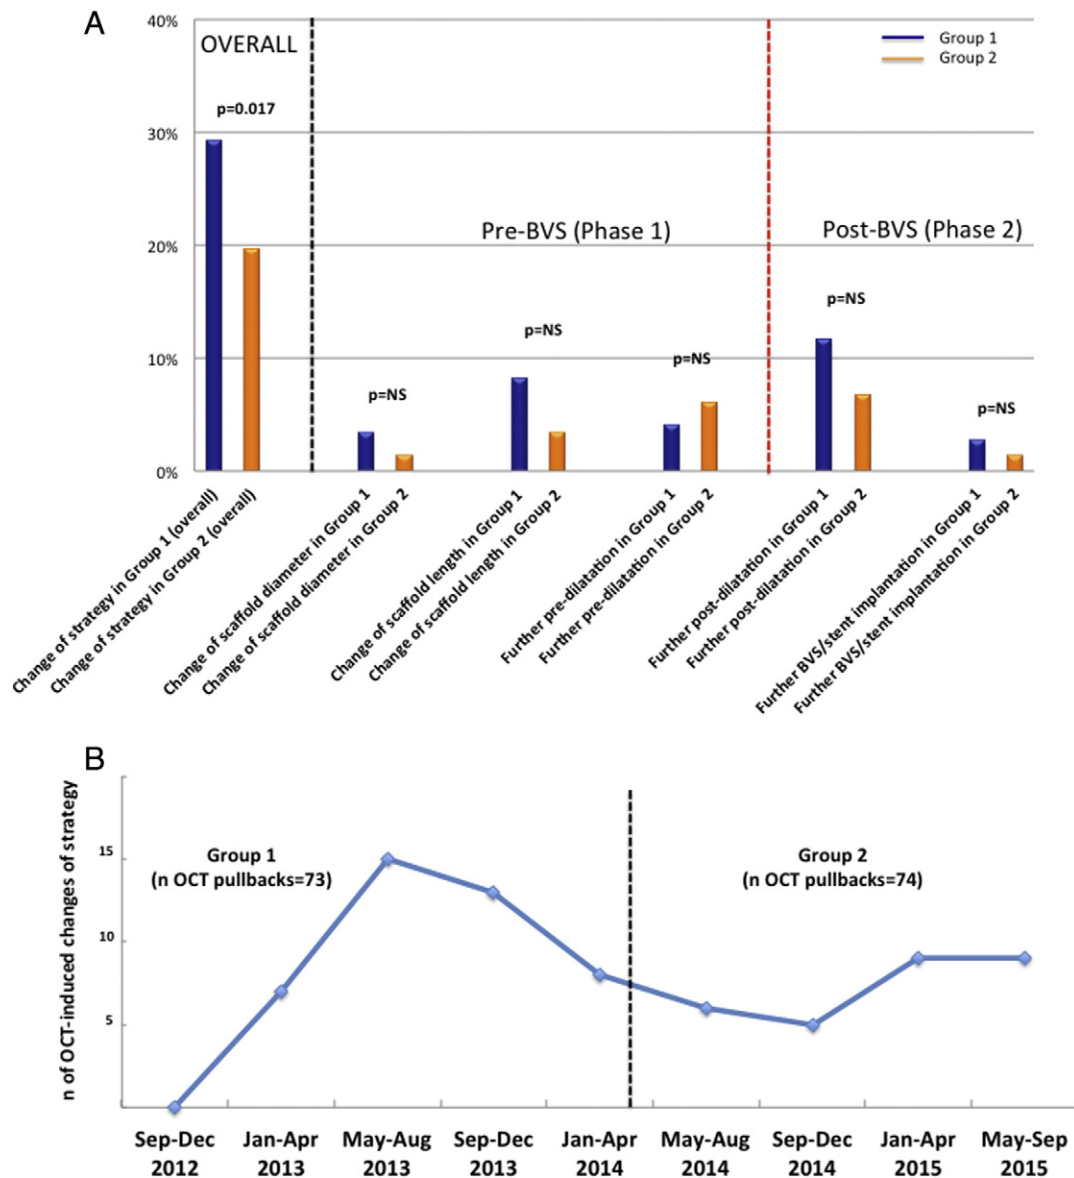 A
40%
30%
20%
10%
0%
OVERALL
p=0.017
Group 1
Group 2
Pre-BVS (Phase 1)
Post-BVS (Phase 2)
p=NS
p=NS
p=NS
p=NS
p=NS
Change of strategy in Group 1 (overall)
Change of strategy in Group 2 (overall)
Change of scaffold diameter in Group 1
Change of scaffold diameter in Group 2
Change of scaffold length in Group 1
Change of scaffold length in Group 2
Further pre-dilatation in Group 1
Further pre-dilatation in Group 2
Further post-dilatation in Group 1
Further post-dilatation in Group 2
Further BVS/stent implantation in Group 1
Further BVS/stent implantation in Group 2
B
n of OCT-induced changes of strategy
15
10
5
Group 1
(n OCT pullbacks=73)
Group 2
(n OCT pullbacks=74)
Sep-Dec
2012
Jan-Apr
2013
May-Aug
2013
Sep-Dec
2013
Jan-Apr
2014
May-Aug
2014
Sep-Dec
2014
Jan-Apr
2015
May-Sep
2015